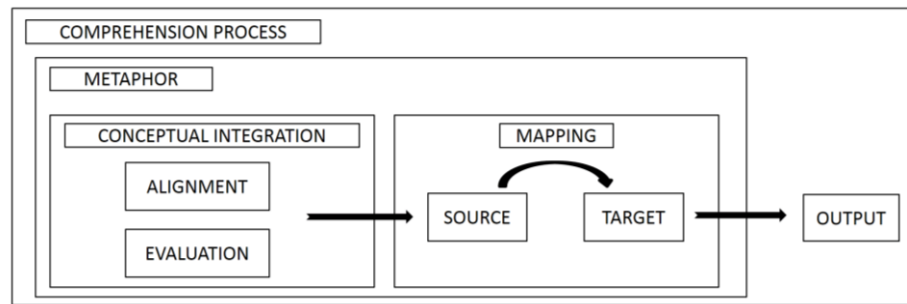 COMPREHENSION PROCESS
METAPHOR
CONCEPTUAL INTEGRATION
ALIGNMENT
EVALUATION
MAPPING
SOURCE
TARGET
OUTPUT